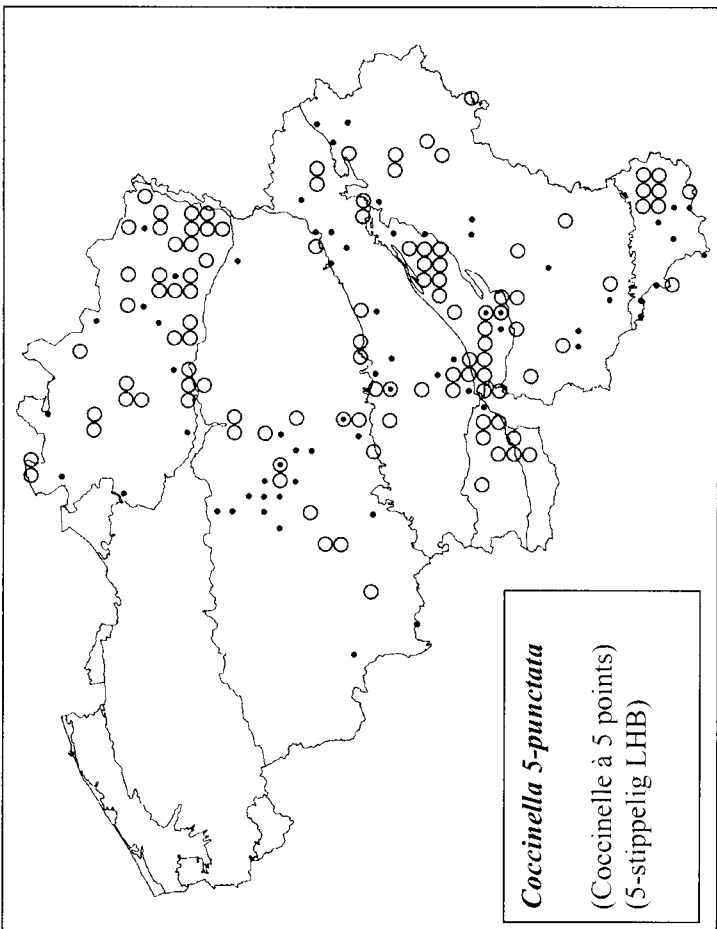 Coccinella 5-punctata
(Coccinelle à 5 points)
(5-stippelig LHB)